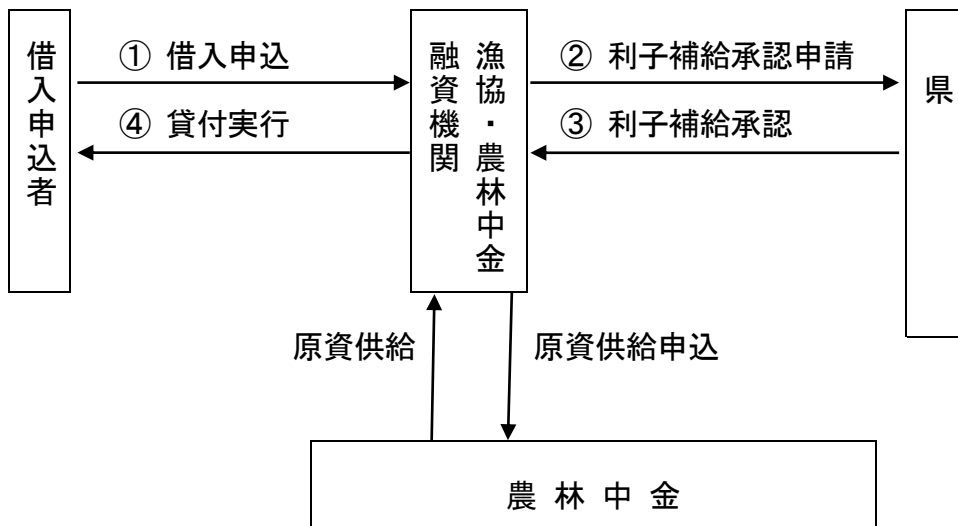 借入申込者
① 借入申込
④ 貸付実行
漁協・農林中金
融資機関
② 利子補給承認申請
③ 利子補給承認
県
原資供給
原資供給申込
農林中金